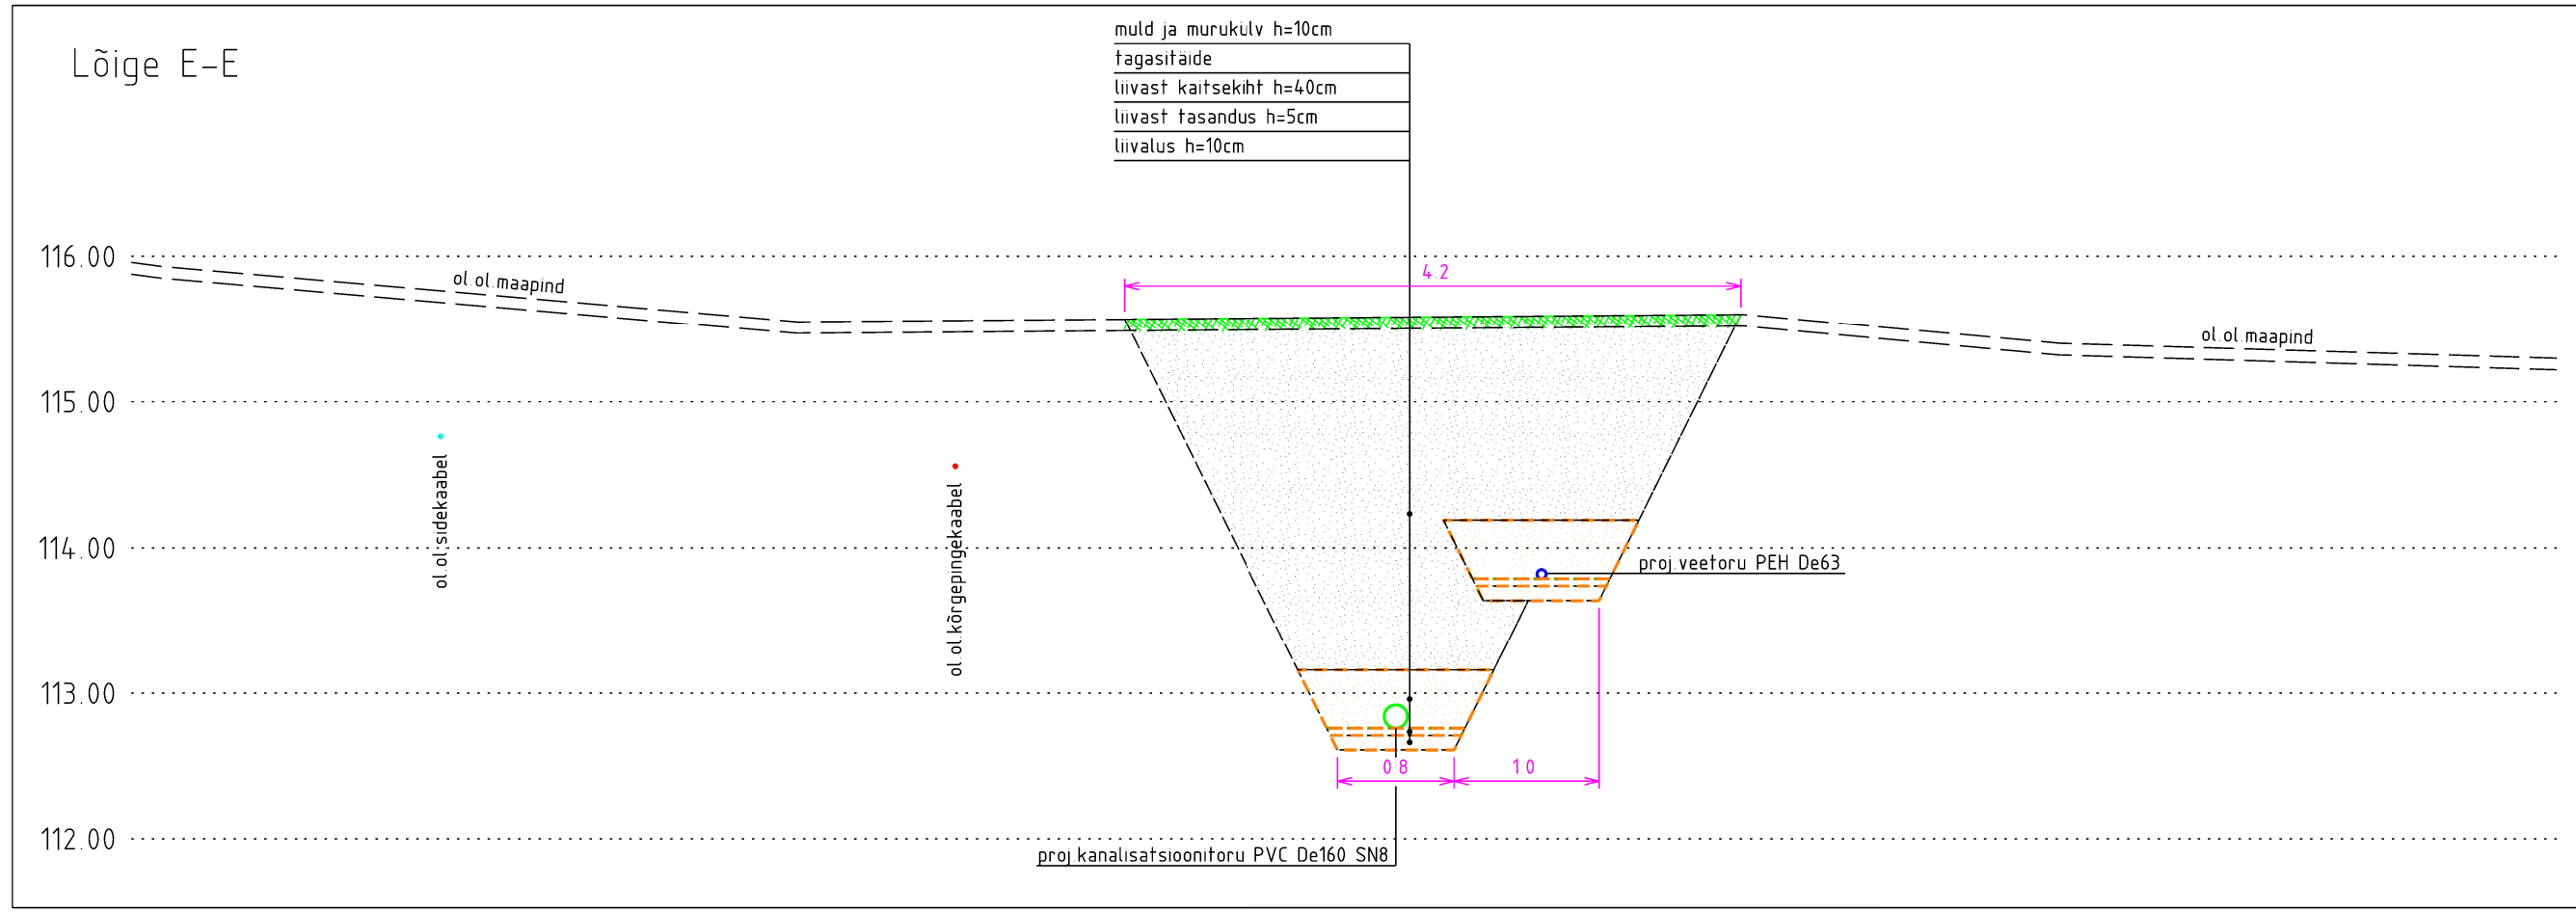 Lõige E-E
muld ja murukülv h=10cm
tagasitäide
liivast kaitsekiht h=40cm
liivast tasandus h=5cm
liivalus h=10cm
116.00
ol.ol.maapind
4.2
ol.ol.maapind
115.00
ol.ol.sidekaabel
ol.ol.kõrgepingekaabel
114.00
proj.veetoru PEH De63
113.00
0.8
1.0
112.00
proj.kanalisatsioonitoru PVC De160 SN8